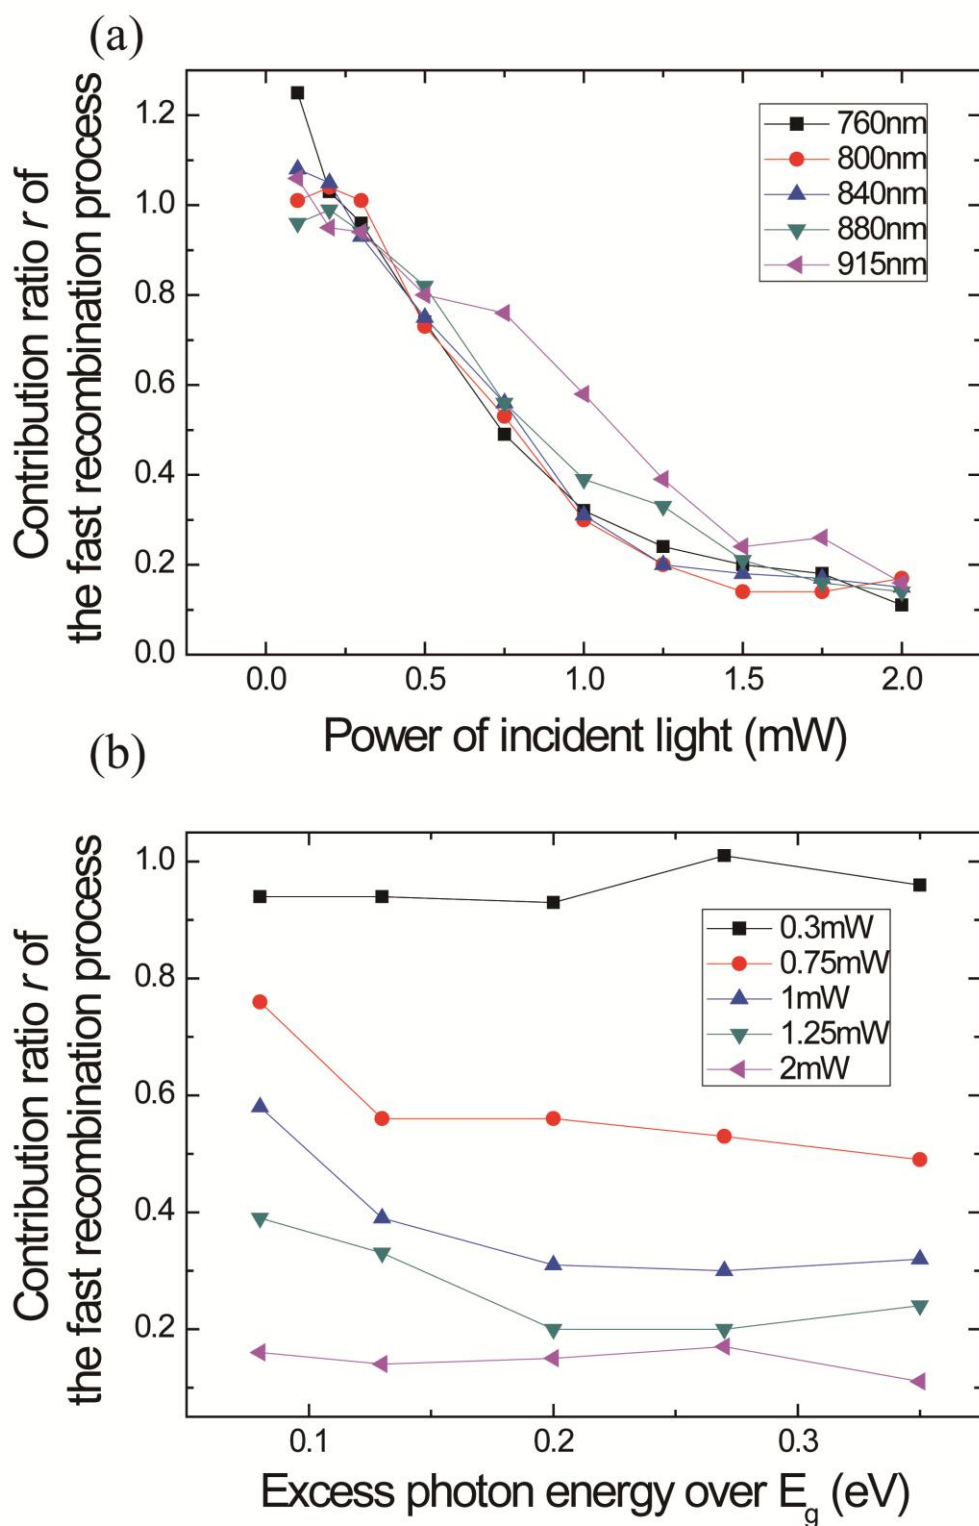 (a)
Contribution ratio r of
the fast recombination process
1.2
1.0
0.8
0.6
0.4
0.2
0.0
760nm
800nm
840nm
880nm
915nm
0.0 0.5 1.0 1.5 2.0
Power of incident light (mW)
(b)
Contribution ratio r of
the fast recombination process
1.0
0.8
0.6
0.4
0.2
0.3mW
0.75mW
1mW
1.25mW
2mW
0.1 0.2 0.3
Excess photon energy over Eg (eV)